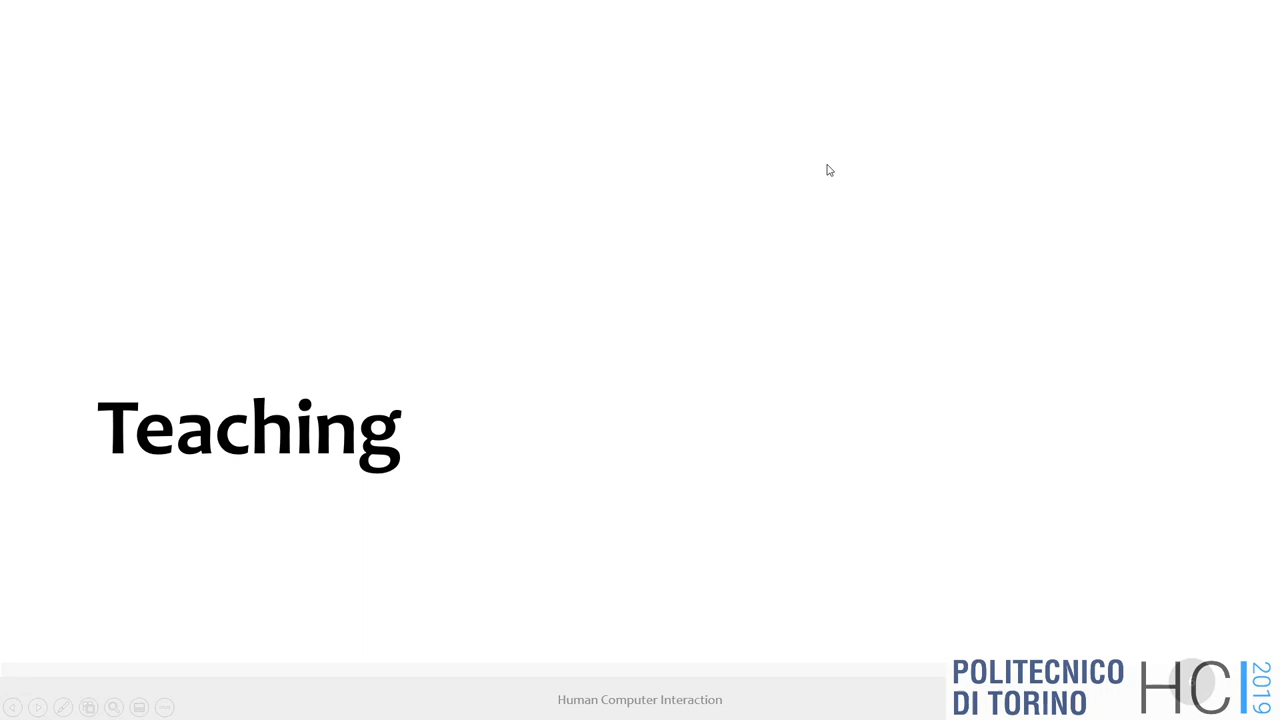 Teaching
Human Computer Interaction
POLITECNICO
DI TORINO
HCI
2019